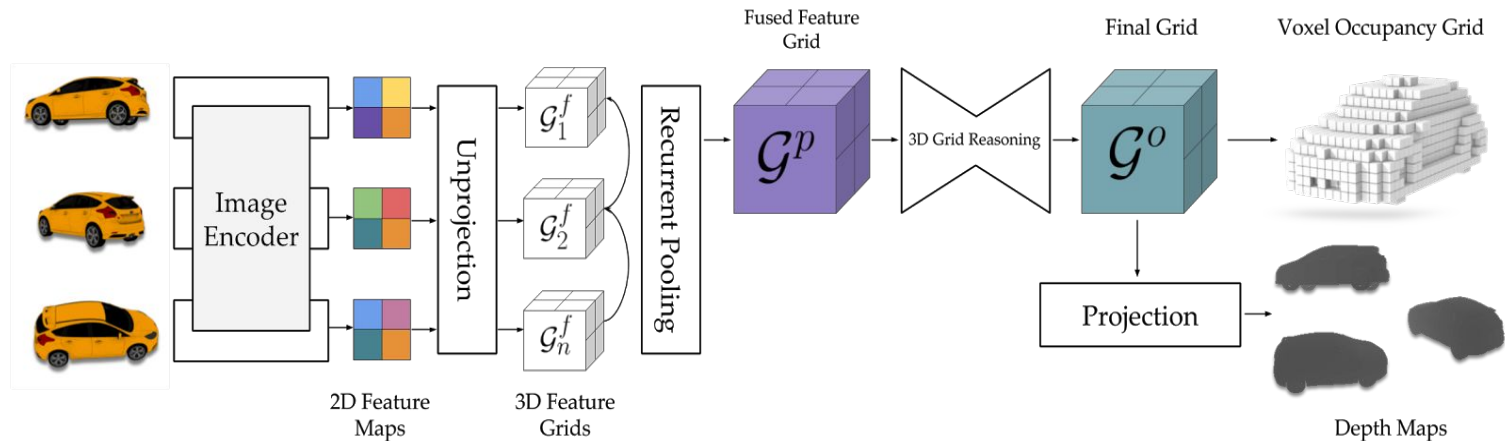 Fused Feature
Grid
Final Grid
Voxel Occupancy Grid
Image
Encoder
Unprojection
𝒢₁ᶠ
𝒢₂ᶠ
𝒢ₙᶠ
Recurrent Pooling
𝒢ᵖ
3D Grid Reasoning
𝒢ᵒ
Projection
2D Feature
Maps
3D Feature
Grids
Depth Maps